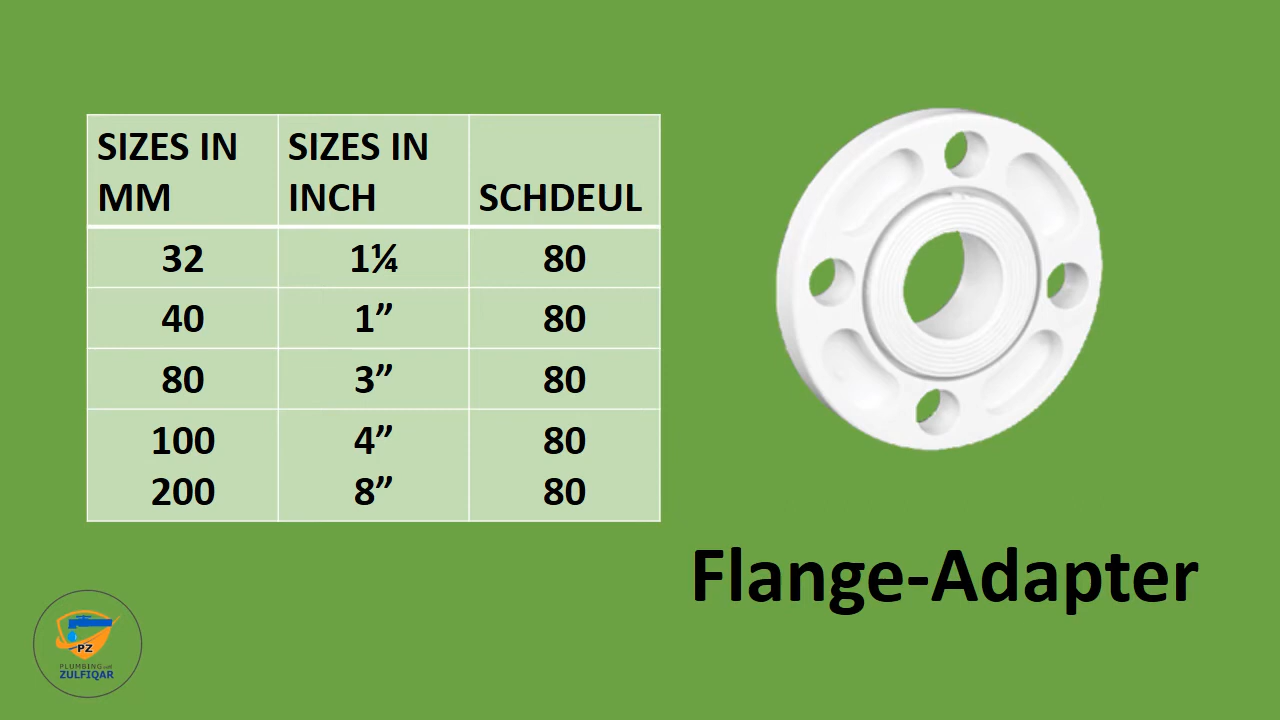 SIZES IN MM SIZES IN INCH SCHDEUL
32 1¼ 80
40 1” 80
80 3” 80
100 4” 80
200 8” 80
Flange-Adapter
PZ
PLUMBING with
ZULFIQAR